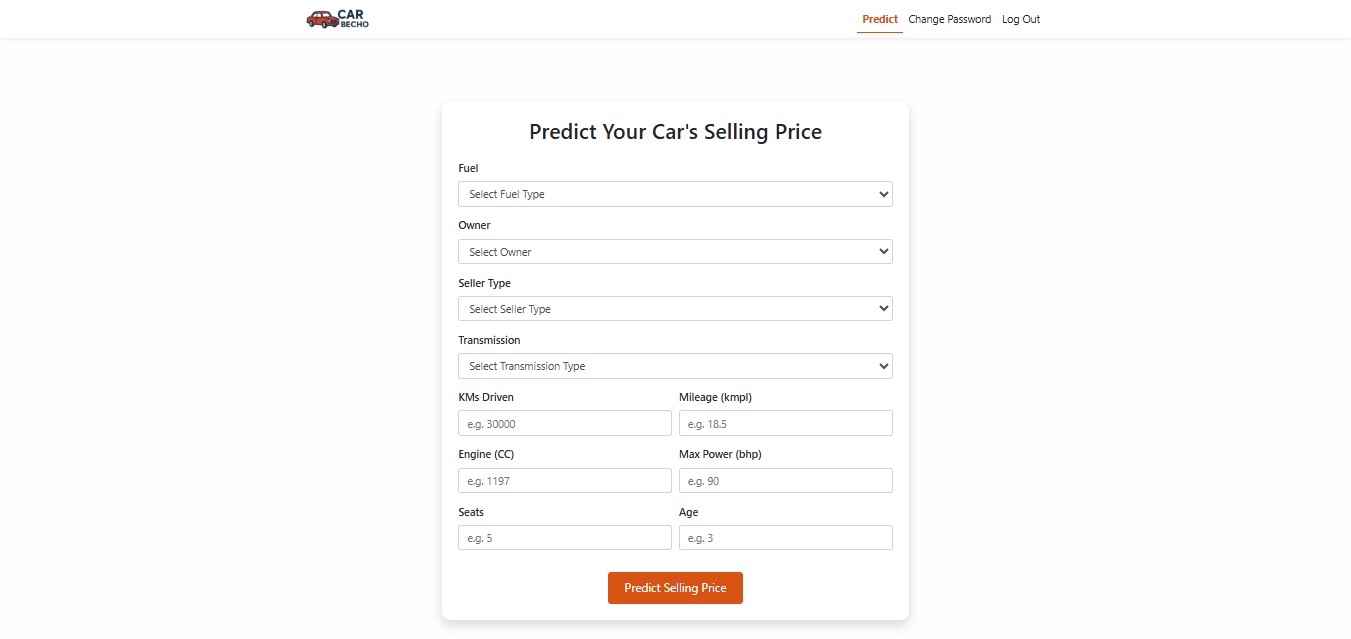 CAR
BECHO
Predict Change Password Log Out
Predict Your Car's Selling Price
Fuel
Select Fuel Type
Owner
Select Owner
Seller Type
Select Seller Type
Transmission
Select Transmission Type
KMs Driven Mileage (kmpl)
e.g. 30000 e.g. 18.5
Engine (CC) Max Power (bhp)
e.g. 1197 e.g. 90
Seats Age
e.g. 5 e.g. 3
Predict Selling Price